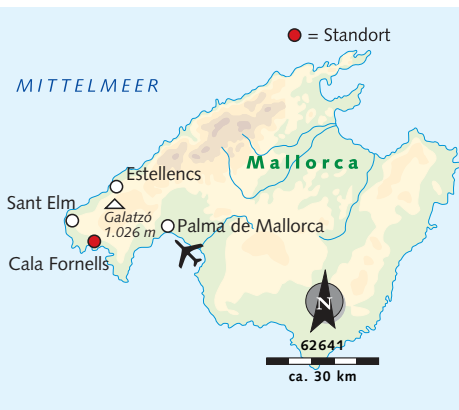 = Standort
MITTELMEER
Mallorca
Estellencs
Sant Elm
Galatzó
1.026 m
Palma de Mallorca
Cala Fornells
N
62641
ca. 30 km